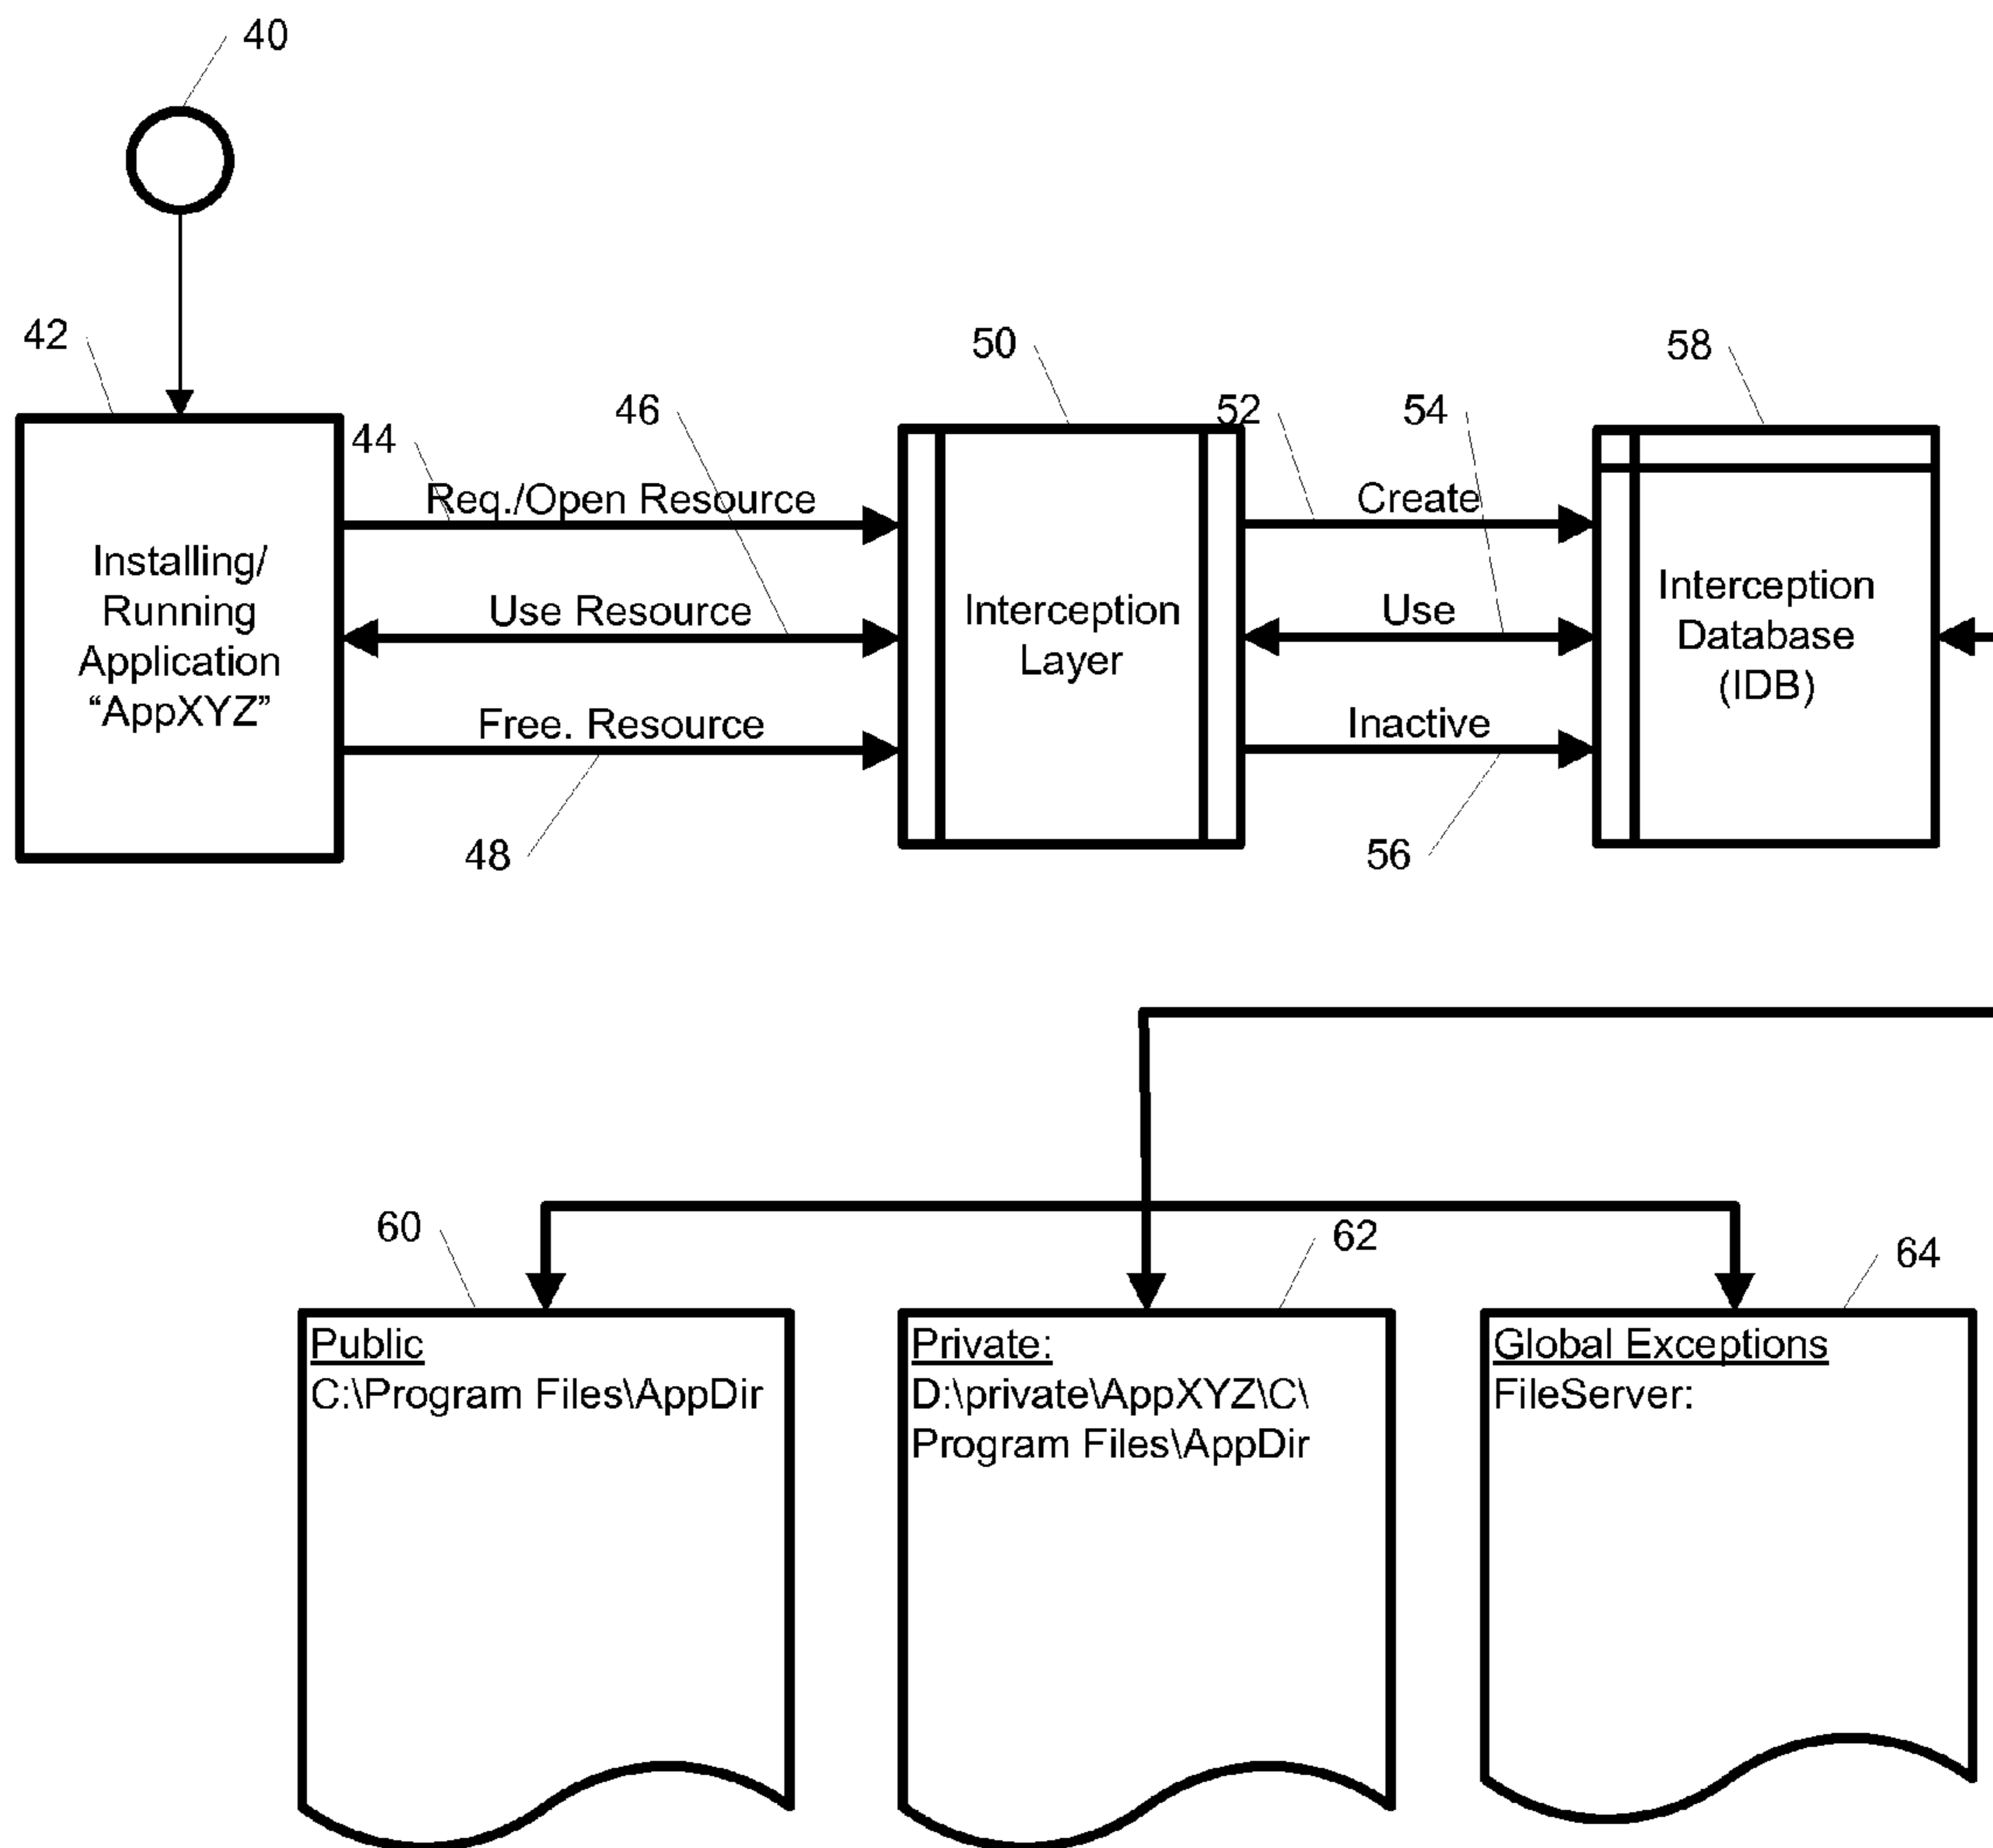 40
42
50
58
46
52
54
44
Req./Open Resource
Create
Installing/
Running
Application
“AppXYZ”
Use Resource
Interception
Layer
Use
Interception
Database
(IDB)
Free. Resource
Inactive
48
56
60
62
64
Public
C:\Program Files\AppDir
Private:
D:\private\AppXYZ\C\
Program Files\AppDir
Global Exceptions
FileServer: